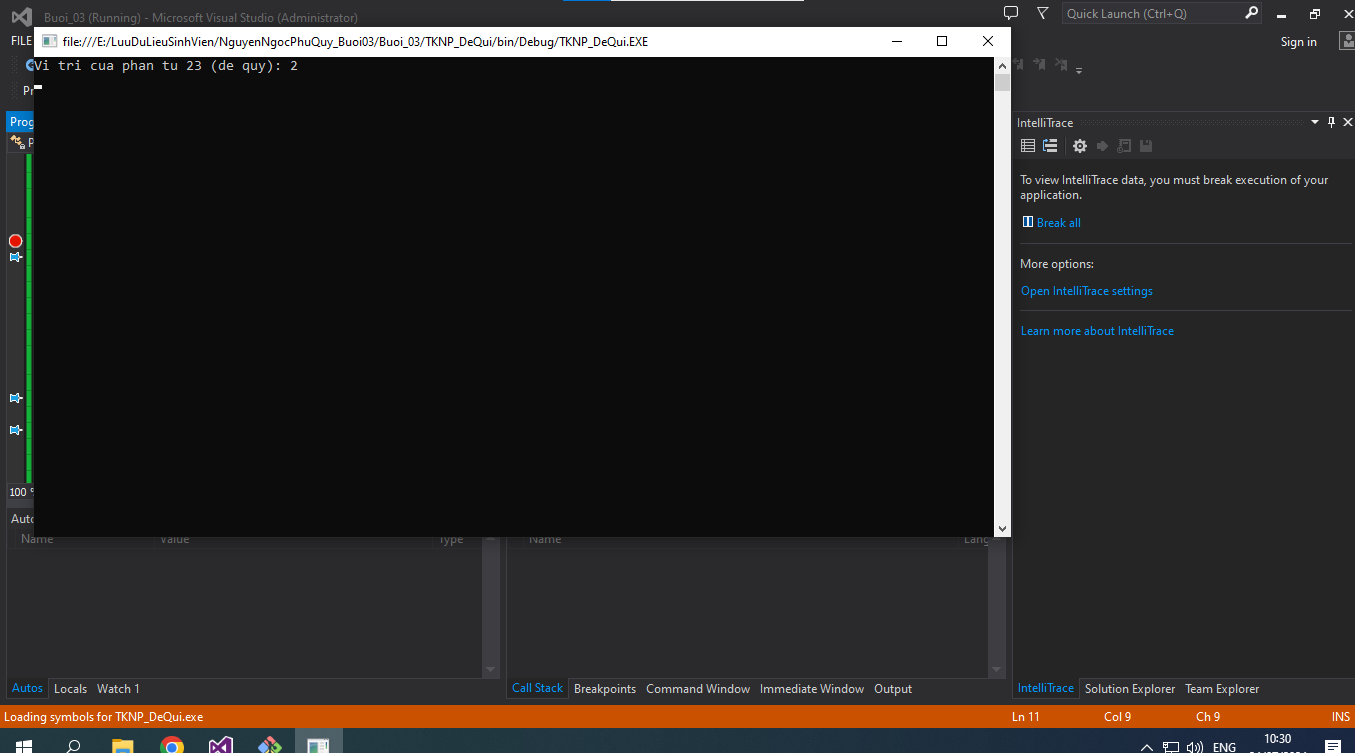 Buoi_03 (Running) - Microsoft Visual Studio (Administrator)
Quick Launch (Ctrl+Q)
FILE
file:///E:/LuuDuLieuSinhVien/NguyenNgocPhuQuy_Buoi03/Buoi_03/TKNP_DeQui/bin/Debug/TKNP_DeQui.EXE
Sign in
Vi tri cua phan tu 23 (de quy): 2
Pr
Prog
IntelliTrace
P
To view IntelliTrace data, you must break execution of your
application.
Break all
More options:
Open IntelliTrace settings
Learn more about IntelliTrace
100 %
Auto
Name
Value
Type
Name
Lang
Autos
Locals
Watch 1
Call Stack
Breakpoints
Command Window
Immediate Window
Output
IntelliTrace
Solution Explorer
Team Explorer
Loading symbols for TKNP_DeQui.exe
Ln 11
Col 9
Ch 9
INS
ENG
10:30